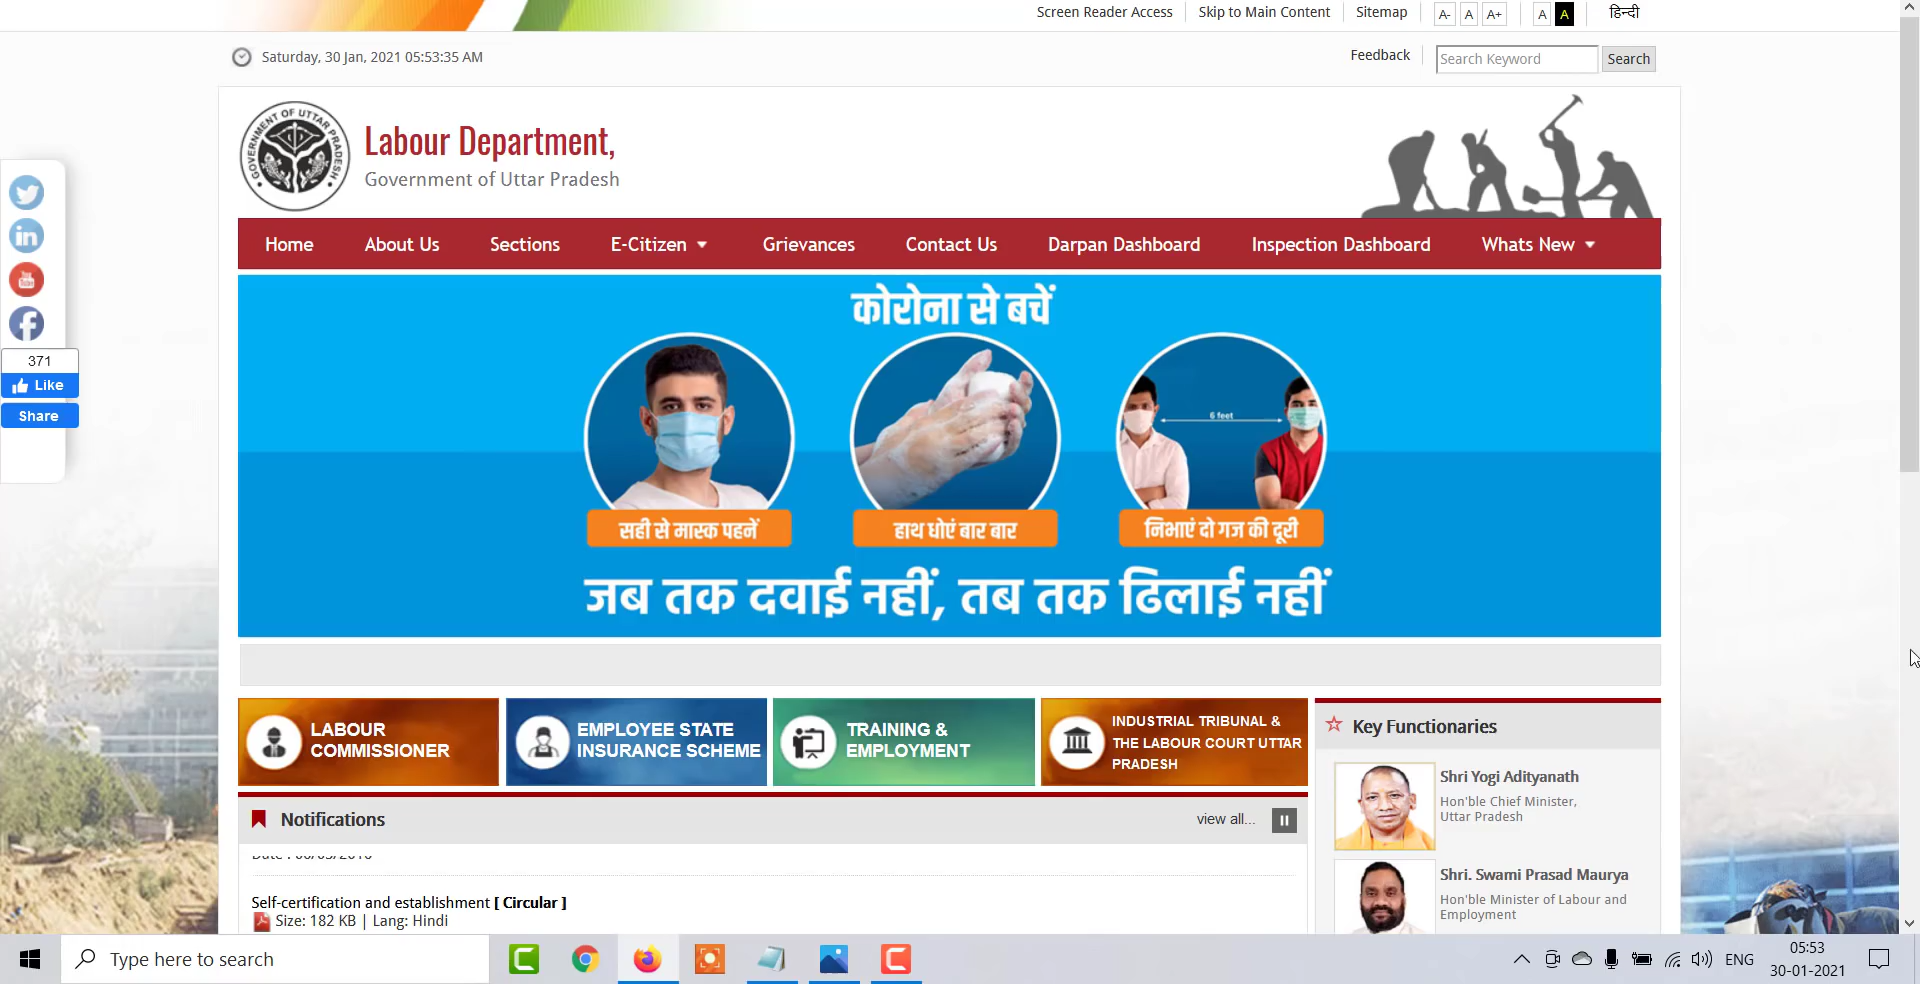 Screen Reader Access
Skip to Main Content
Sitemap
A-
A
A+
A
A
हिन्दी
Saturday, 30 Jan, 2021 05:53:35 AM
Feedback
Search Keyword
Search
GOVERNMENT OF UTTAR PRADESH
Labour Department,
Government of Uttar Pradesh
Home
About Us
Sections
E-Citizen
Grievances
Contact Us
Darpan Dashboard
Inspection Dashboard
Whats New
371
Like
Share
कोरोना से बचें
6 feet
सही से मास्क पहनें
हाथ धोएं बार बार
निभाएं दो गज की दूरी
जब तक दवाई नहीं, तब तक ढिलाई नहीं
LABOUR
COMMISSIONER
EMPLOYEE STATE
INSURANCE SCHEME
TRAINING &
EMPLOYMENT
INDUSTRIAL TRIBUNAL &
THE LABOUR COURT UTTAR
PRADESH
Key Functionaries
Shri Yogi Adityanath
Hon'ble Chief Minister,
Uttar Pradesh
Shri. Swami Prasad Maurya
Hon'ble Minister of Labour and
Employment
Notifications
view all...
Self-certification and establishment [ Circular ]
Size: 182 KB | Lang: Hindi
Type here to search
ENG
05:53
30-01-2021